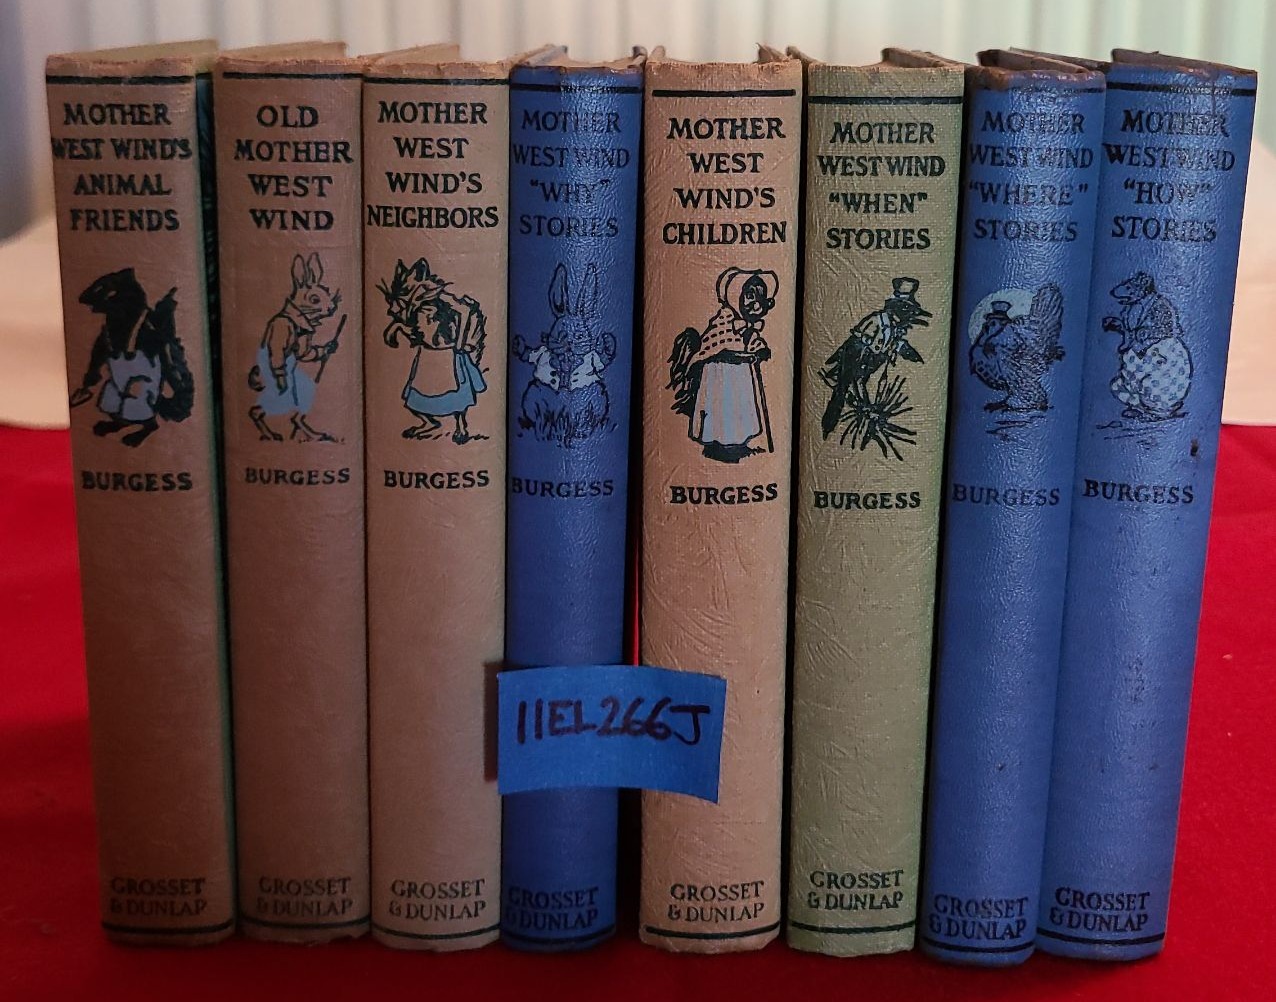 MOTHER
WEST WIND'S
ANIMAL
FRIENDS
BURGESS
GROSSET
& DUNLAP
OLD
MOTHER
WEST
WIND
BURGESS
GROSSET
& DUNLAP
MOTHER
WEST
WIND'S
NEIGHBORS
BURGESS
GROSSET
& DUNLAP
MOTHER
WEST WIND
"WHY"
STORIES
BURGESS
GROSSET
& DUNLAP
MOTHER
WEST
WIND'S
CHILDREN
BURGESS
GROSSET
& DUNLAP
MOTHER
WEST WIND
"WHEN"
STORIES
BURGESS
GROSSET
& DUNLAP
MOTHER
WEST WIND
"WHERE"
STORIES
BURGESS
GROSSET
& DUNLAP
MOTHER
WEST WIND
"HOW"
STORIES
BURGESS
GROSSET
& DUNLAP
11EL266J